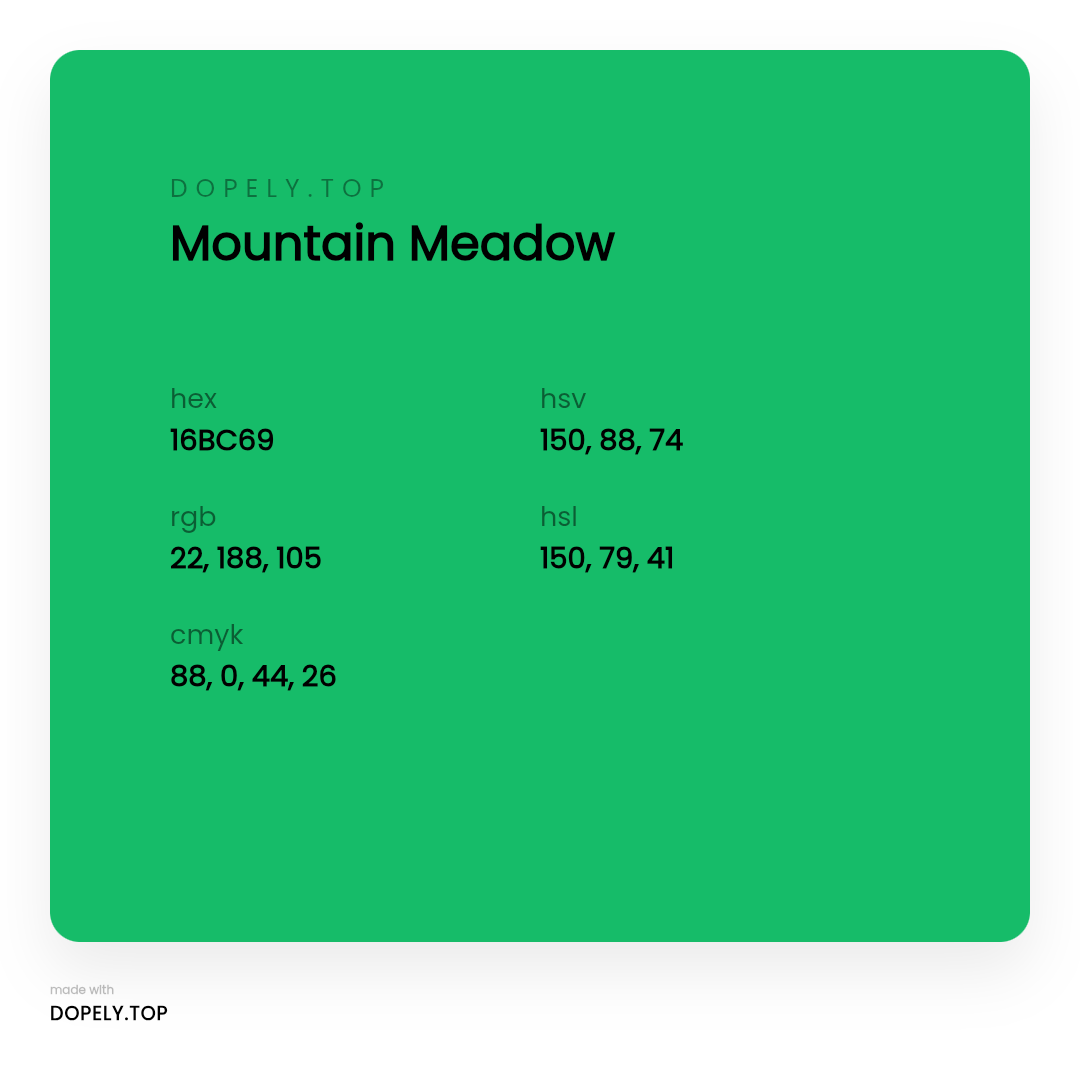 DOPELY.TOP
Mountain Meadow
hex
16BC69
hsv
150, 88, 74
rgb
22, 188, 105
hsl
150, 79, 41
cmyk
88, 0, 44, 26
made with
DOPELY.TOP